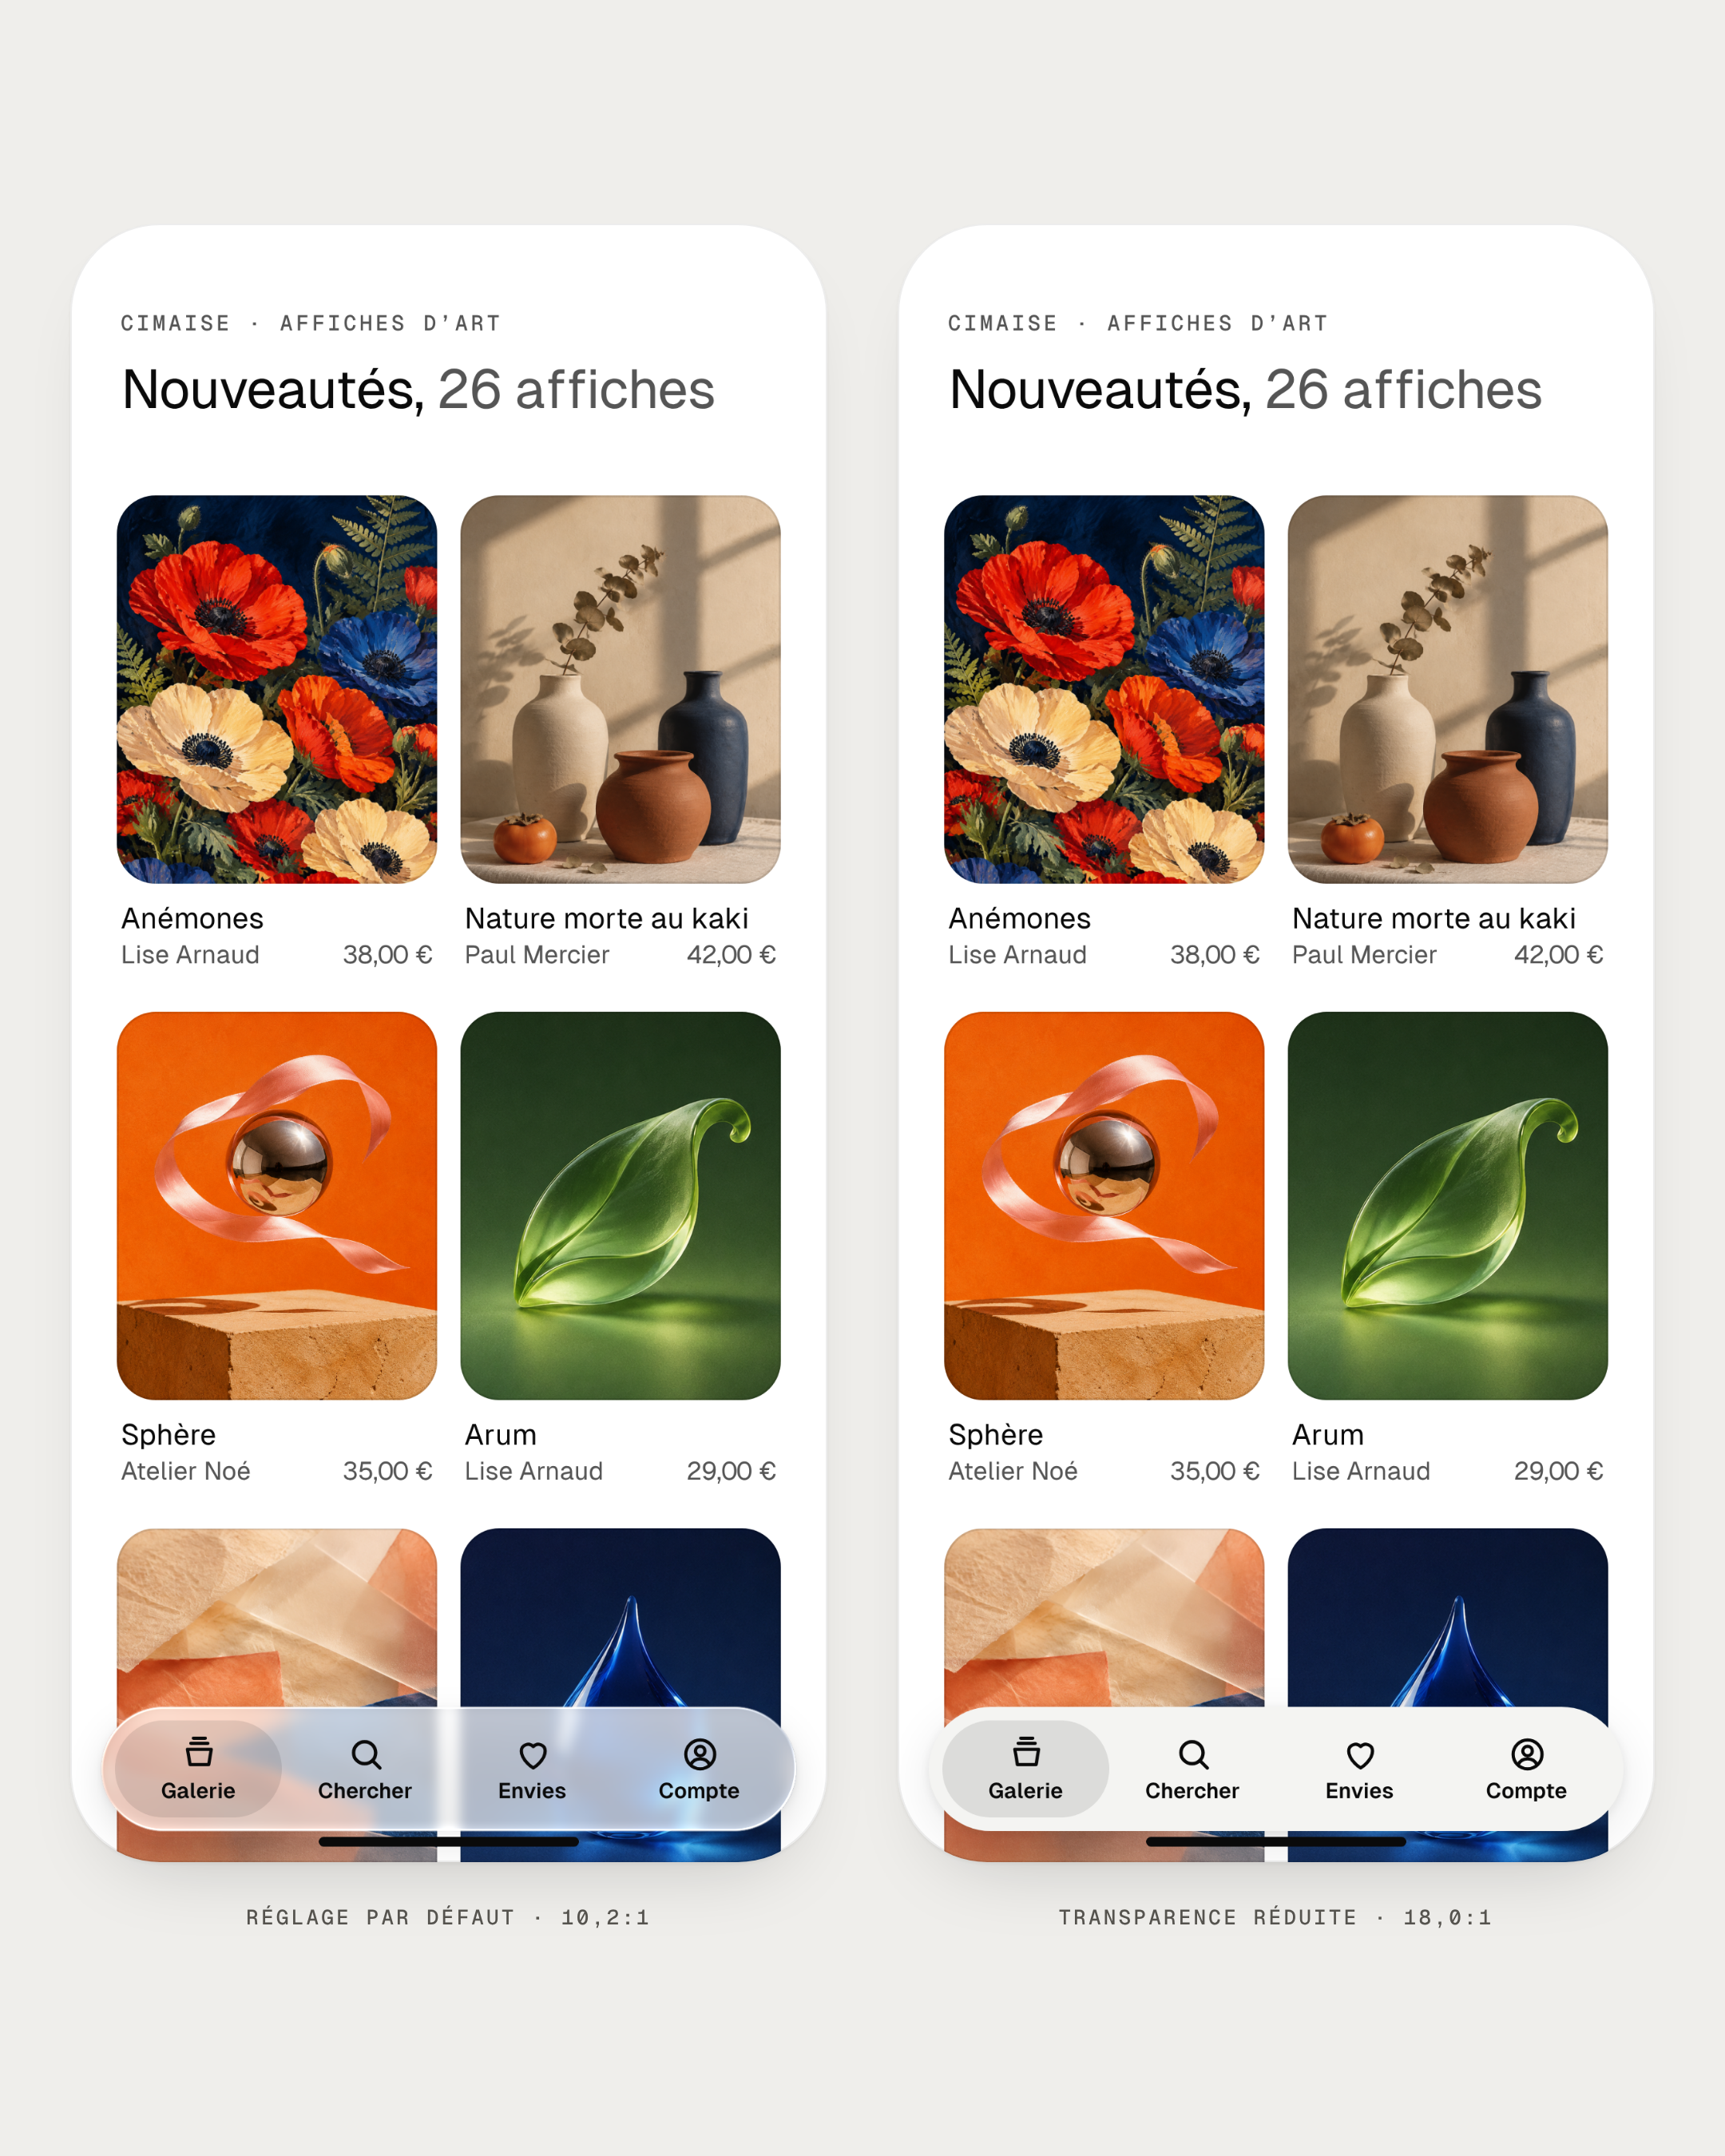 CIMAISE · AFFICHES D’ART
Nouveautés, 26 affiches
Anémones
Lise Arnaud 38,00 €
Nature morte au kaki
Paul Mercier 42,00 €
Sphère
Atelier Noé 35,00 €
Arum
Lise Arnaud 29,00 €
Galerie Chercher Envies Compte
RÉGLAGE PAR DÉFAUT · 10,2:1
CIMAISE · AFFICHES D’ART
Nouveautés, 26 affiches
Anémones
Lise Arnaud 38,00 €
Nature morte au kaki
Paul Mercier 42,00 €
Sphère
Atelier Noé 35,00 €
Arum
Lise Arnaud 29,00 €
Galerie Chercher Envies Compte
TRANSPARENCE RÉDUITE · 18,0:1